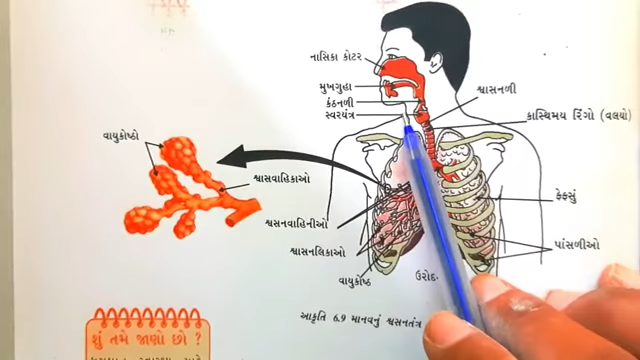 નાસિકા કોટર
મુખગુહા
કંઠનળી
સ્વરયંત્ર
શ્વાસનળી
કાસ્થિમય રિંગો (વલયો)
વાયુકોષ્ઠો
શ્વાસવાહિકાઓ
ફેફસું
શ્વસનવાહિનીઓ
શ્વાસનલિકાઓ
પાંસળીઓ
વાયુકોષ્ઠ
ઉરોદ
આકૃતિ 6.9 માનવનું શ્વસનતંત્ર
શું તમે જાણો છો ?